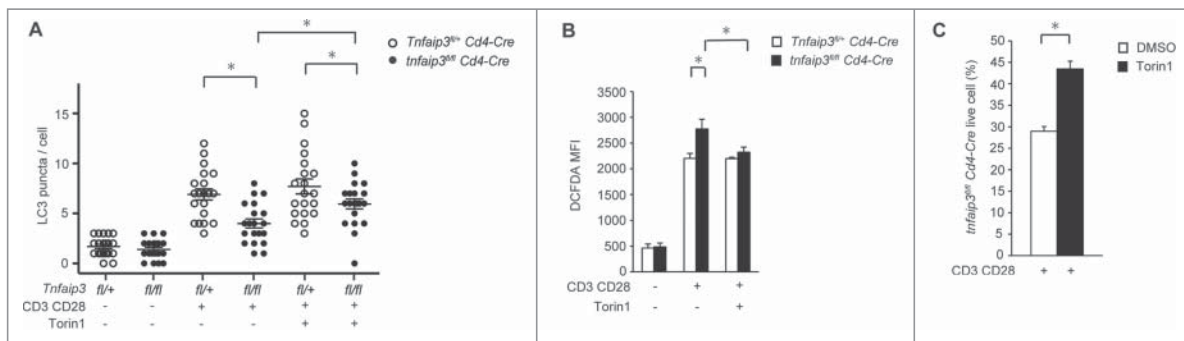 A
*
*
*
Tnfaip3fl/+ Cd4-Cre
tnfaip3fl/fl Cd4-Cre
LC3 puncta / cell
15
10
5
0
Tnfaip3 fl/+ fl/fl fl/+ fl/fl fl/+ fl/fl
CD3 CD28 - - + + + +
Torin1 - - - - + +
B
Tnfaip3fl/+ Cd4-Cre
tnfaip3fl/fl Cd4-Cre
*
*
DCFDA MFI
3500
3000
2500
2000
1500
1000
500
0
CD3 CD28 - + +
Torin1 - - +
C
DMSO
Torin1
*
tnfaip3fl/fl Cd4-Cre live cell (%)
50
45
40
35
30
25
20
15
10
5
0
CD3 CD28 + +